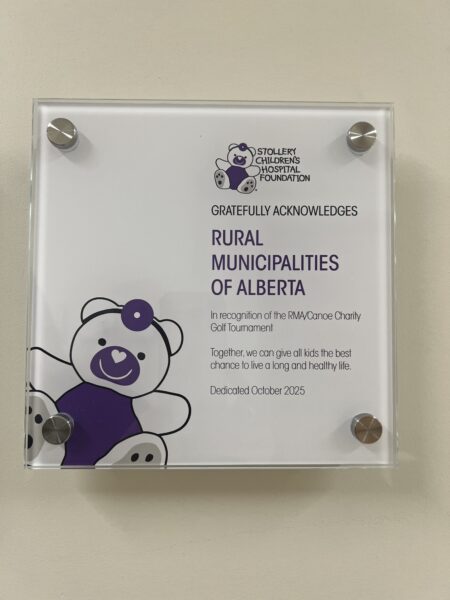 STOLLERY
CHILDREN'S
HOSPITAL
FOUNDATION
GRATEFULLY ACKNOWLEDGES
RURAL
MUNICIPALITIES
OF ALBERTA
In recognition of the RMA/Canoe Charity
Golf Tournament
Together, we can give all kids the best
chance to live a long and healthy life.
Dedicated October 2025